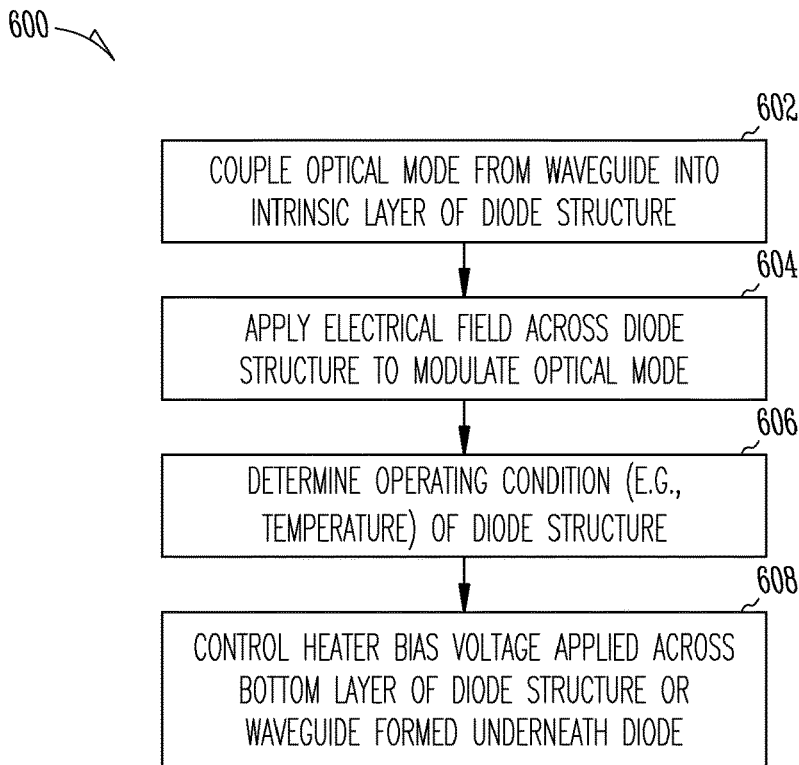 600
602
COUPLE OPTICAL MODE FROM WAVEGUIDE INTO
INTRINSIC LAYER OF DIODE STRUCTURE
604
APPLY ELECTRICAL FIELD ACROSS DIODE
STRUCTURE TO MODULATE OPTICAL MODE
606
DETERMINE OPERATING CONDITION (E.G.,
TEMPERATURE) OF DIODE STRUCTURE
608
CONTROL HEATER BIAS VOLTAGE APPLIED ACROSS
BOTTOM LAYER OF DIODE STRUCTURE OR
WAVEGUIDE FORMED UNDERNEATH DIODE